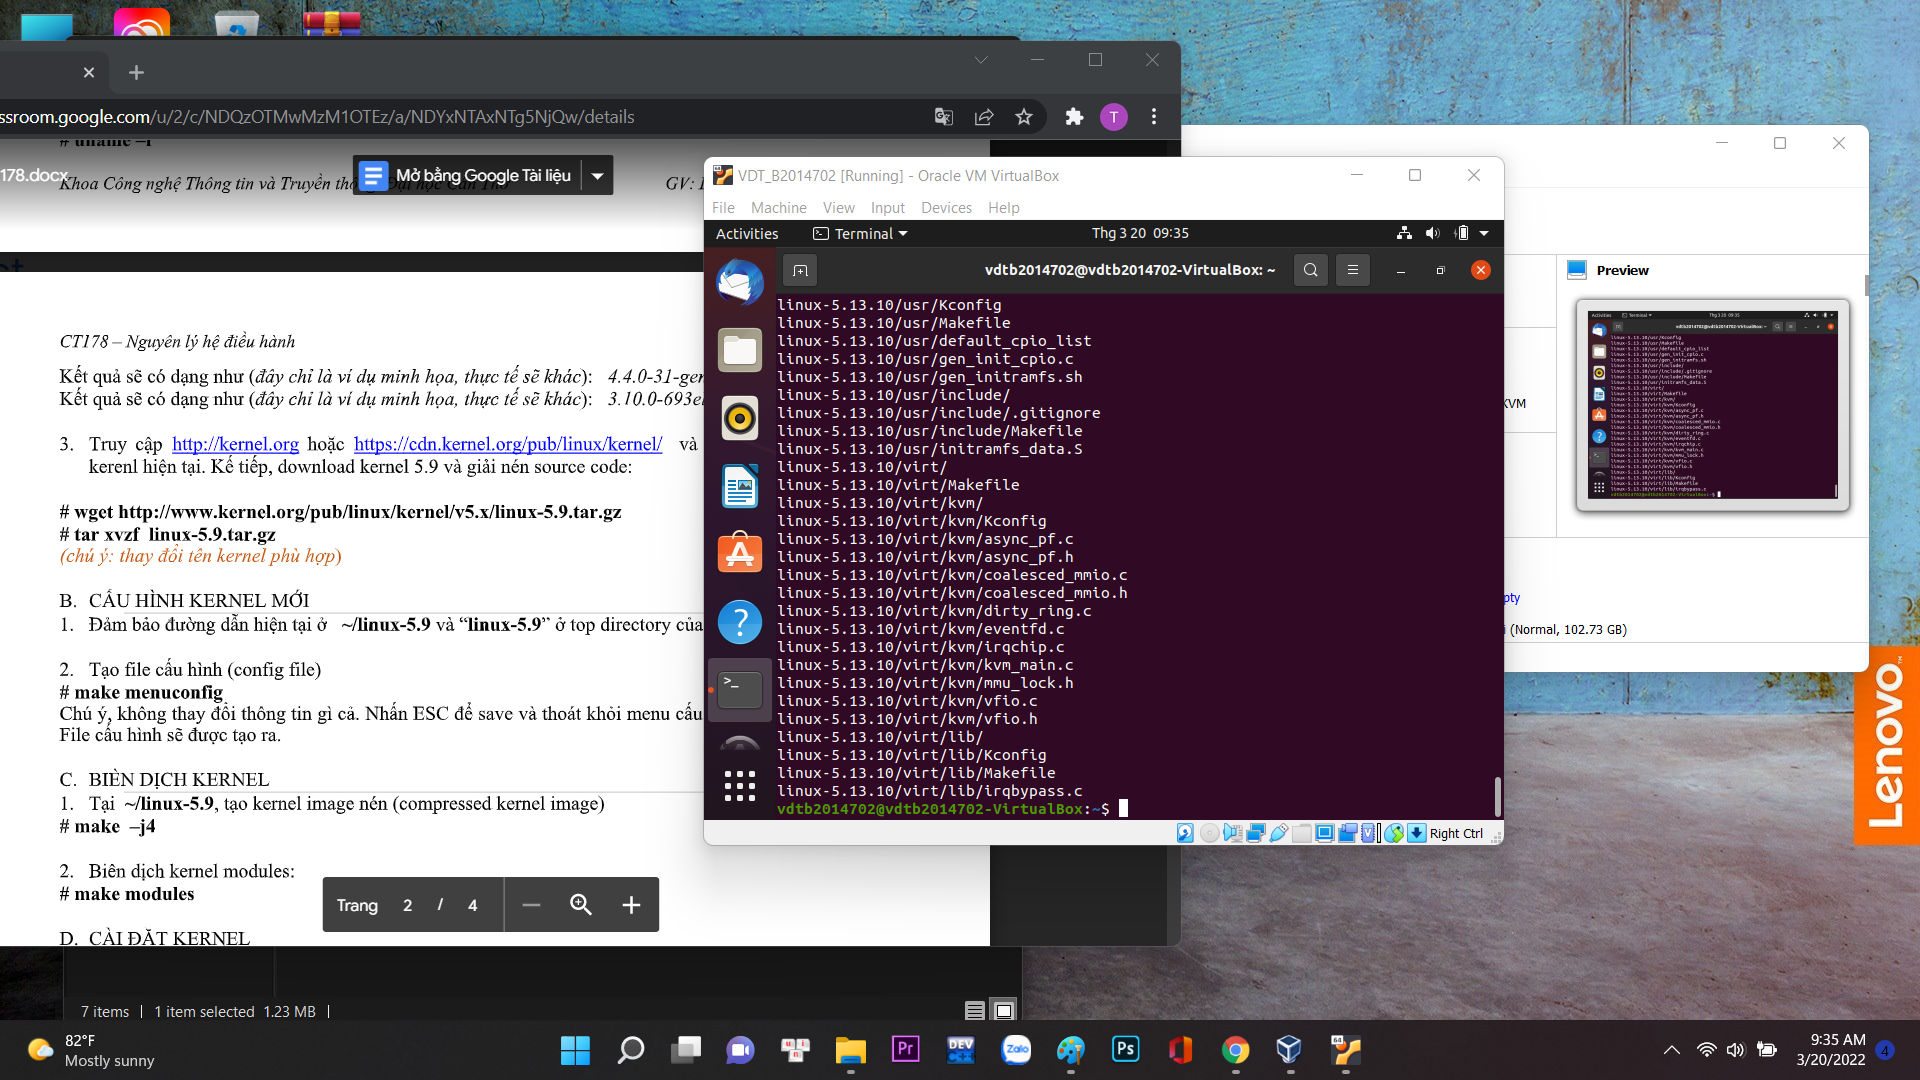 ssroom.google.com/u/2/c/NDQzOTMwMzM1OTEz/a/NDYxNTAxNTg5NjQw/details
T
# uname –r
178.docx
Mở bằng Google Tài liệu
Khoa Công nghệ Thông tin và Truyền
Đại học Cần Thơ
GV:
CT178 – Nguyên lý hệ điều hành
Kết quả sẽ có dạng như (đây chỉ là ví dụ minh họa, thực tế sẽ khác): 4.4.0-31-gen
Kết quả sẽ có dạng như (đây chỉ là ví dụ minh họa, thực tế sẽ khác): 3.10.0-693el
3. Truy cập http://kernel.org hoặc https://cdn.kernel.org/pub/linux/kernel/ và
kerenl hiện tại. Kế tiếp, download kernel 5.9 và giải nén source code:
# wget http://www.kernel.org/pub/linux/kernel/v5.x/linux-5.9.tar.gz
# tar xvzf linux-5.9.tar.gz
(chú ý: thay đổi tên kernel phù hợp)
B. CẤU HÌNH KERNEL MỚI
1. Đảm bảo đường dẫn hiện tại ở ~/linux-5.9 và “linux-5.9” ở top directory của
2. Tạo file cấu hình (config file)
# make menuconfig
Chú ý, không thay đổi thông tin gì cả. Nhấn ESC để save và thoát khỏi menu cấu
File cấu hình sẽ được tạo ra.
C. BIÊN DỊCH KERNEL
1. Tại ~/linux-5.9, tạo kernel image nén (compressed kernel image)
# make –j4
2. Biên dịch kernel modules:
# make modules
D. CÀI ĐẶT KERNEL
Trang 2 / 4
VDT_B2014702 [Running] - Oracle VM VirtualBox
File Machine View Input Devices Help
Activities Terminal Thg 3 20 09:35
vdtb2014702@vdtb2014702-VirtualBox: ~
linux-5.13.10/usr/Kconfig
linux-5.13.10/usr/Makefile
linux-5.13.10/usr/default_cpio_list
linux-5.13.10/usr/gen_init_cpio.c
linux-5.13.10/usr/gen_initramfs.sh
linux-5.13.10/usr/include/
linux-5.13.10/usr/include/.gitignore
linux-5.13.10/usr/include/Makefile
linux-5.13.10/usr/initramfs_data.S
linux-5.13.10/virt/
linux-5.13.10/virt/Makefile
linux-5.13.10/virt/kvm/
linux-5.13.10/virt/kvm/Kconfig
linux-5.13.10/virt/kvm/async_pf.c
linux-5.13.10/virt/kvm/async_pf.h
linux-5.13.10/virt/kvm/coalesced_mmio.c
linux-5.13.10/virt/kvm/coalesced_mmio.h
linux-5.13.10/virt/kvm/dirty_ring.c
linux-5.13.10/virt/kvm/eventfd.c
linux-5.13.10/virt/kvm/irqchip.c
linux-5.13.10/virt/kvm/kvm_main.c
linux-5.13.10/virt/kvm/mmu_lock.h
linux-5.13.10/virt/kvm/vfio.c
linux-5.13.10/virt/kvm/vfio.h
linux-5.13.10/virt/lib/
linux-5.13.10/virt/lib/Kconfig
linux-5.13.10/virt/lib/Makefile
linux-5.13.10/virt/lib/irqbypass.c
vdtb2014702@vdtb2014702-VirtualBox:~$
Right Ctrl
Preview
KVM
pty
(Normal, 102.73 GB)
Lenovo™
7 items 1 item selected 1.23 MB
82°F
Mostly sunny
Pr
DEV
Zalo
Ps
64
9:35 AM
3/20/2022
4